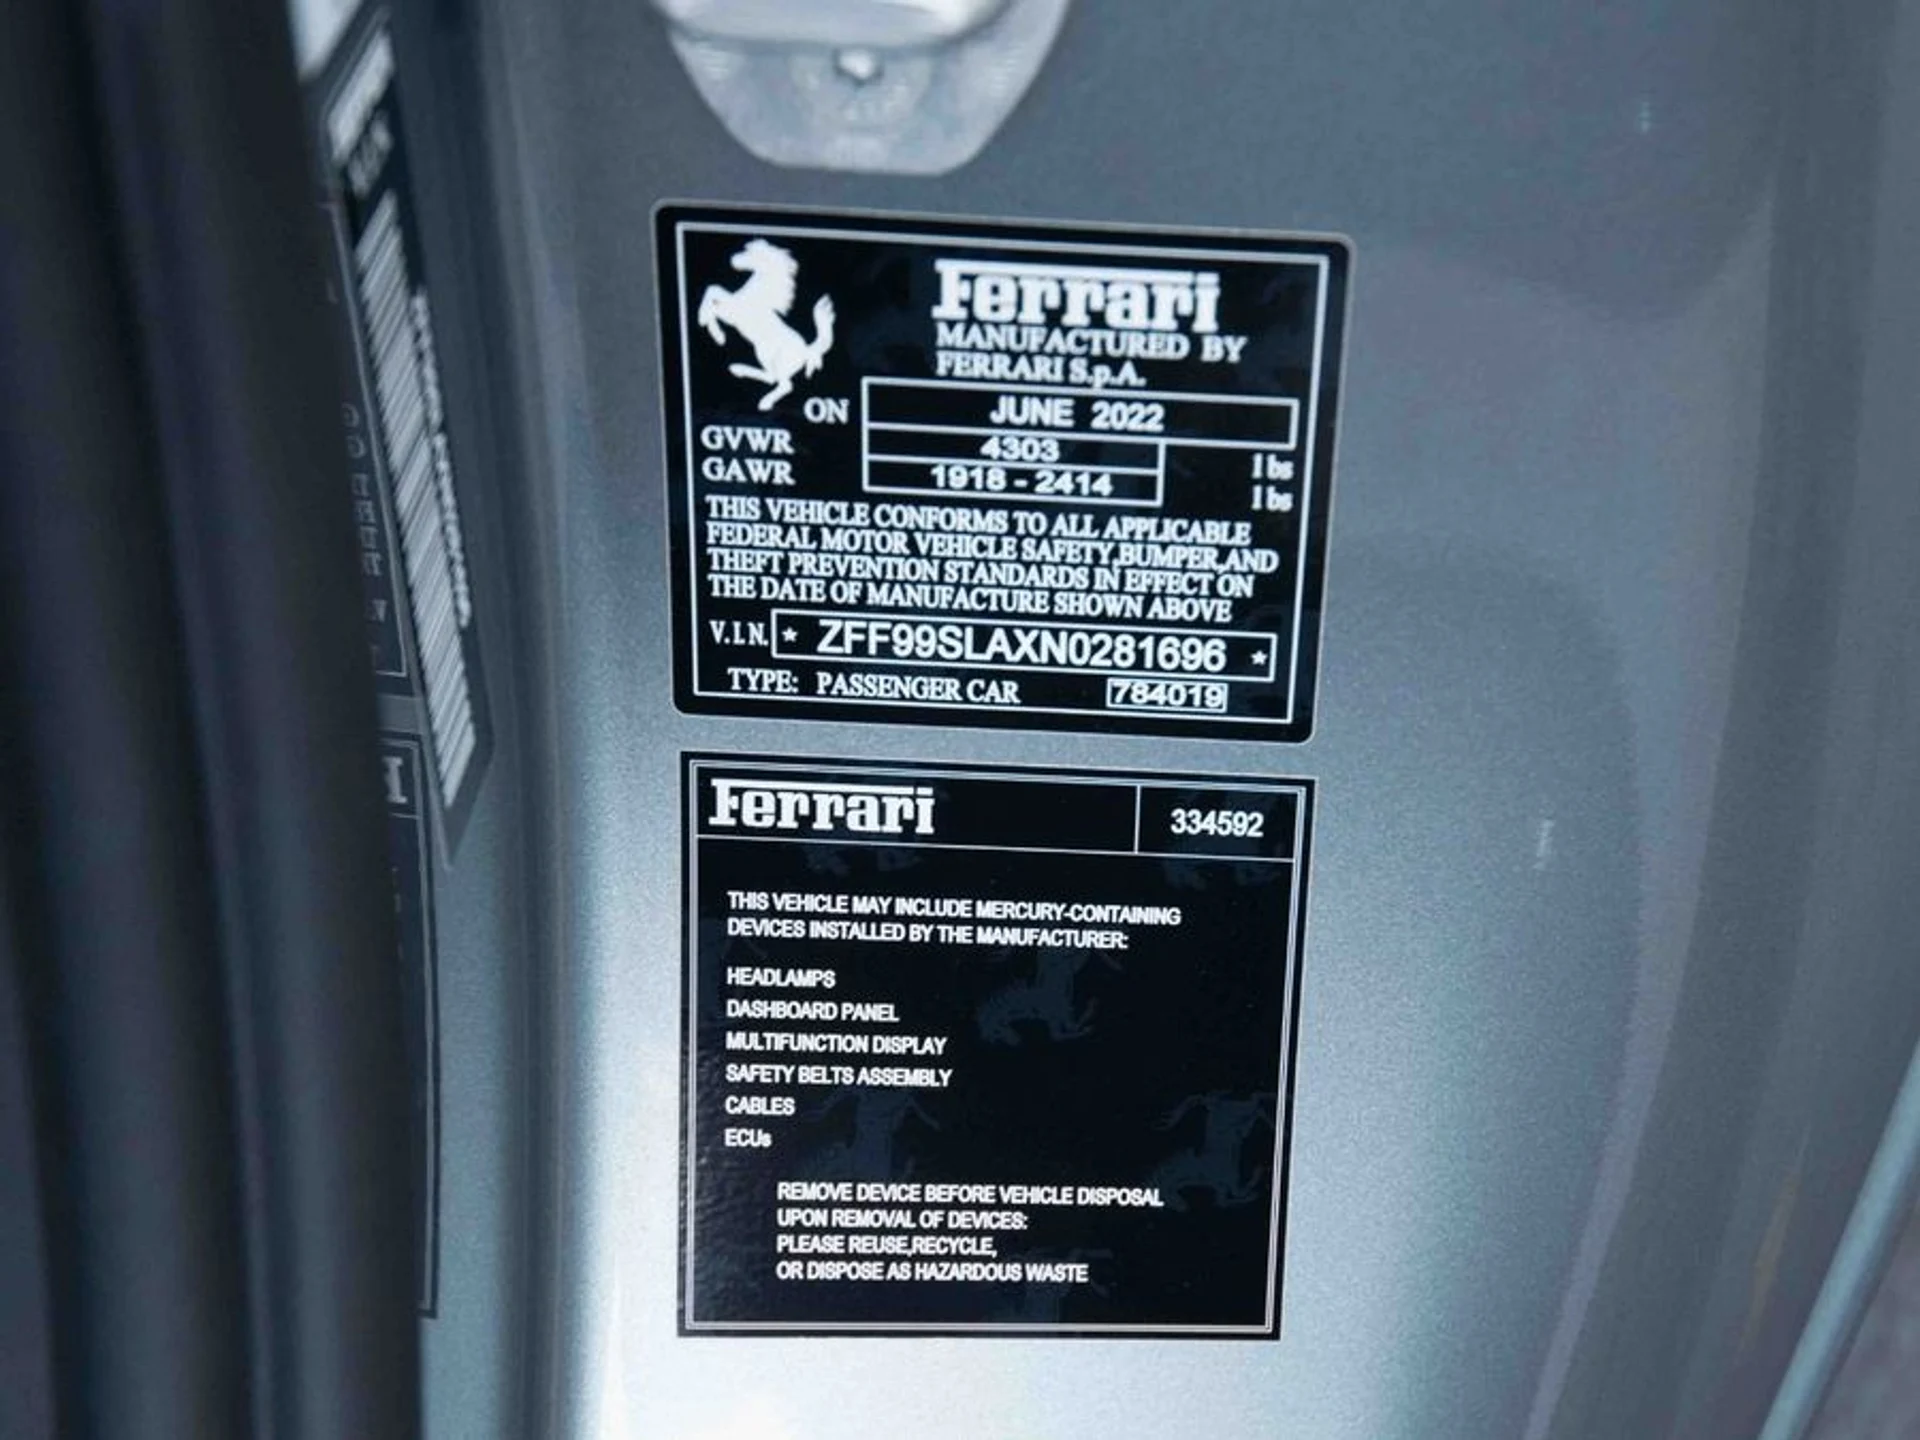 Ferrari
MANUFACTURED BY
FERRARI S.p.A.
ON JUNE 2022
GVWR 4303 lbs
GAWR 1918 - 2414 lbs
THIS VEHICLE CONFORMS TO ALL APPLICABLE
FEDERAL MOTOR VEHICLE SAFETY,BUMPER,AND
THEFT PREVENTION STANDARDS IN EFFECT ON
THE DATE OF MANUFACTURE SHOWN ABOVE
V.I.N. * ZFF99SLAXN0281696 *
TYPE: PASSENGER CAR 784019
Ferrari 334592
THIS VEHICLE MAY INCLUDE MERCURY-CONTAINING
DEVICES INSTALLED BY THE MANUFACTURER:
HEADLAMPS
DASHBOARD PANEL
MULTIFUNCTION DISPLAY
SAFETY BELTS ASSEMBLY
CABLES
ECUs
REMOVE DEVICE BEFORE VEHICLE DISPOSAL
UPON REMOVAL OF DEVICES:
PLEASE REUSE,RECYCLE,
OR DISPOSE AS HAZARDOUS WASTE